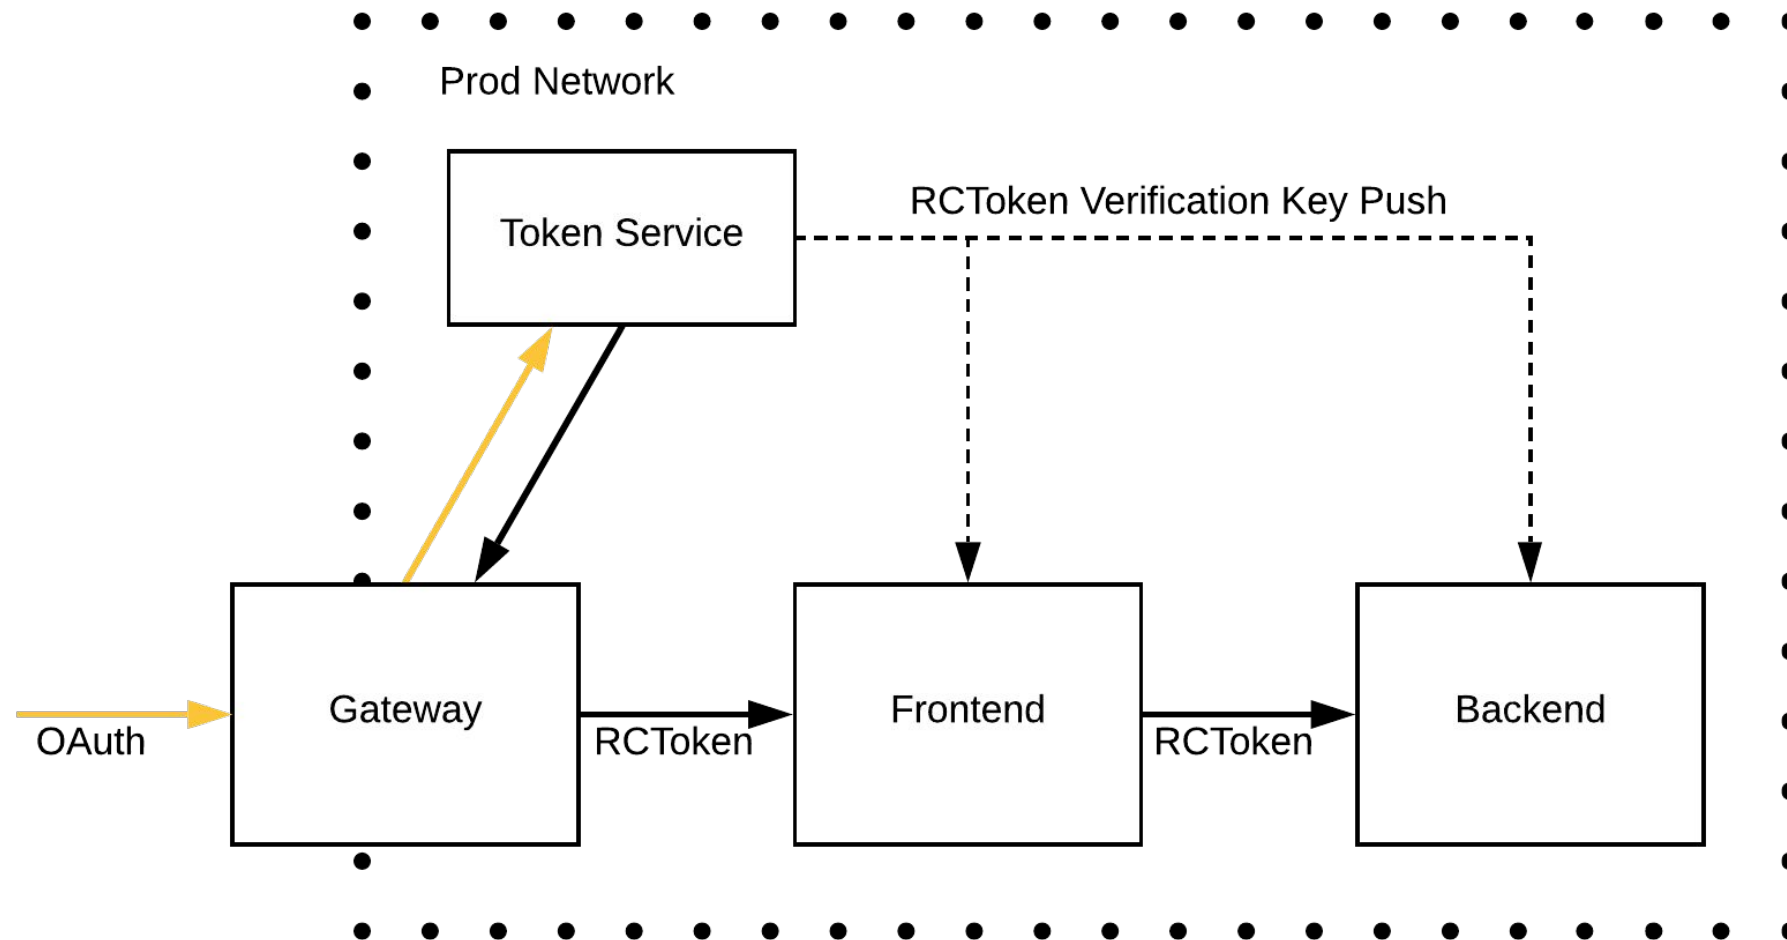 Prod Network
RCToken Verification Key Push
Token Service
Gateway
Frontend
Backend
OAuth
RCToken
RCToken